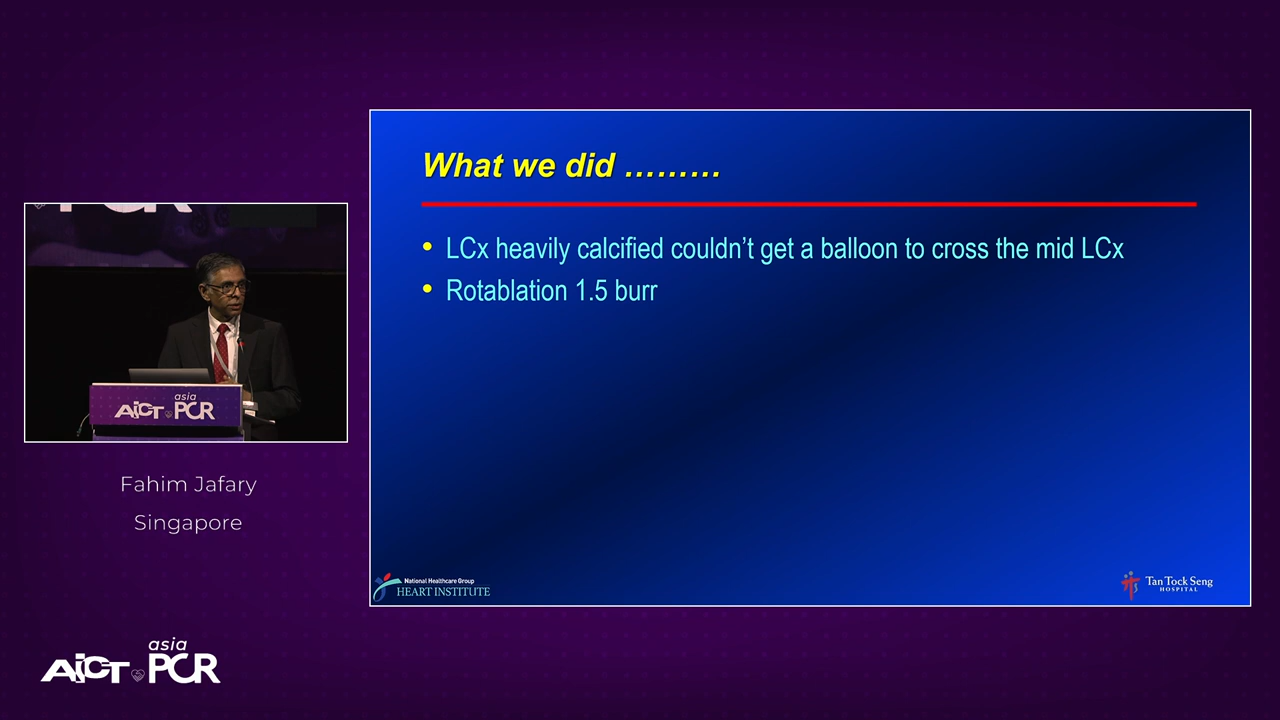 What we did ………
• LCx heavily calcified couldn't get a balloon to cross the mid LCx
• Rotablation 1.5 burr
National Healthcare Group
HEART INSTITUTE
Tan Tock Seng
HOSPITAL
PCR
asia
AICT PCR
Fahim Jafary
Singapore
asia
AICT PCR